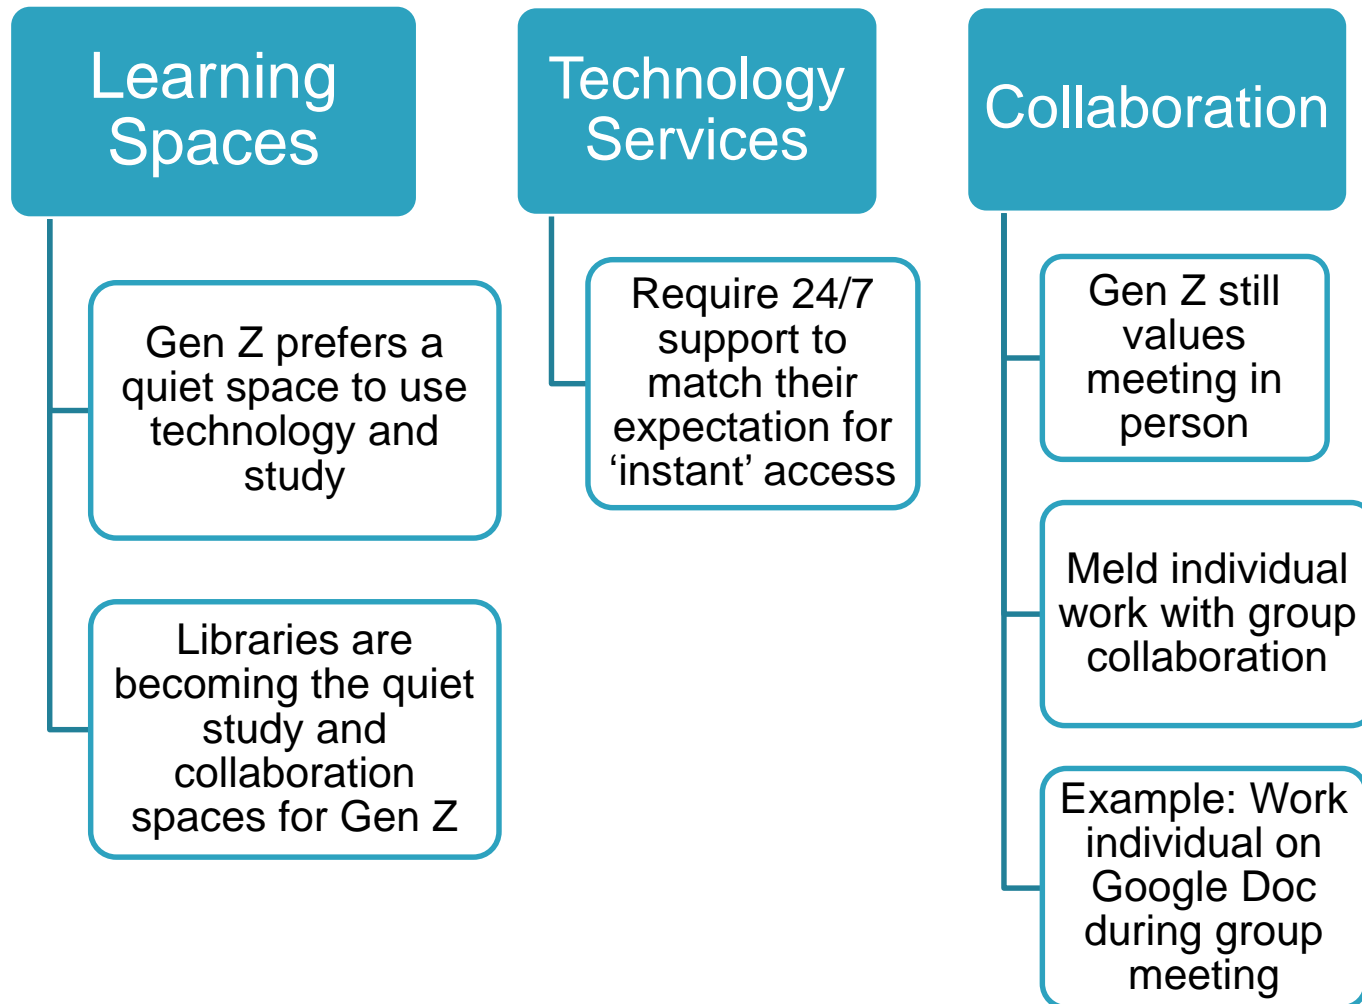 Learning
Spaces
Gen Z prefers a
quiet space to use
technology and
study
Libraries are
becoming the quiet
study and
collaboration
spaces for Gen Z
Technology
Services
Require 24/7
support to
match their
expectation for
‘instant’ access
Collaboration
Gen Z still
values
meeting in
person
Meld individual
work with group
collaboration
Example: Work
individual on
Google Doc
during group
meeting